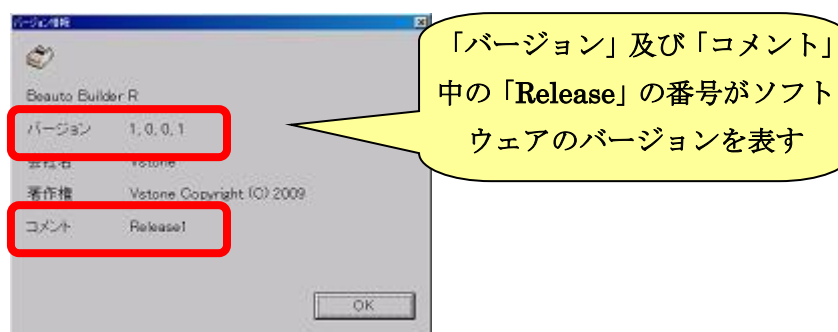 バージョン情報
Beauto Builder R
バージョン 1, 0, 0, 1
会社名 Vstone
著作権 Vstone Copyright (C) 2009
コメント Release1
OK
「バージョン」及び「コメント」
中の「Release」の番号がソフト
ウェアのバージョンを表す